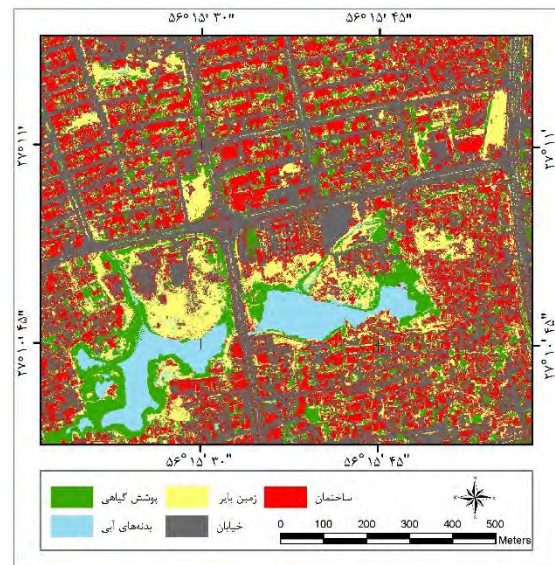 ۵۶°۱۵'۳۰" ۵۶°۱۵'۴۵"
۲۷°۱۱' ۲۷°۱۱'
۲۷°۱۰'۴۵" ۲۷°۱۰'۴۵"
۵۶°۱۵'۳۰" ۵۶°۱۵'۴۵"
ساختمان زمین بایر پوشش گیاهی
خیابان بدنه‌های آبی
0 100 200 300 400 500
Meters